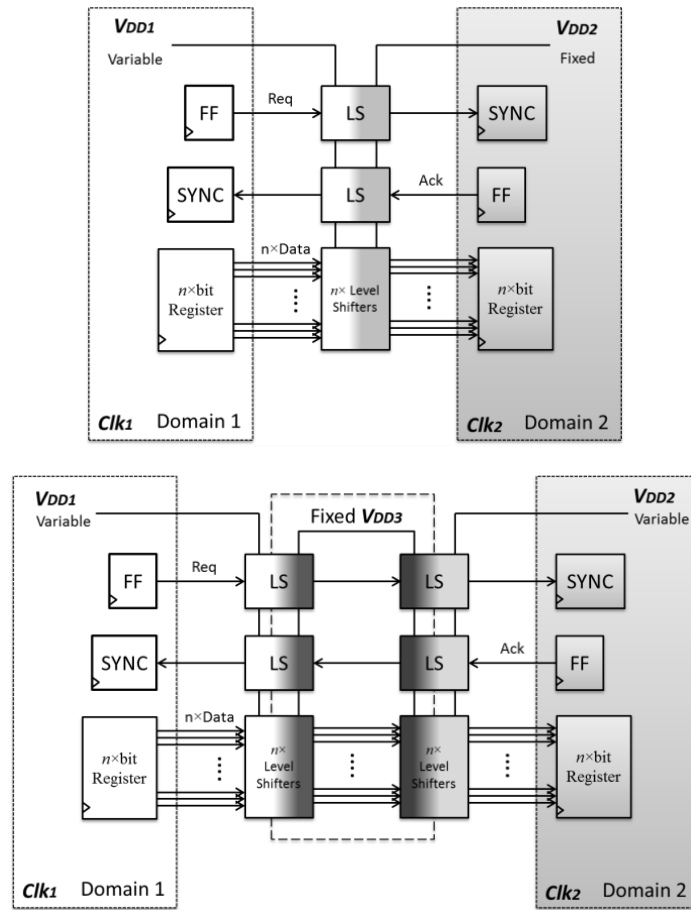 VDD1 VDD2
Variable Fixed
FF Req LS SYNC
SYNC LS Ack FF
n×Data
n×bit Register n× Level Shifters n×bit Register
Clk1 Domain 1 Clk2 Domain 2
VDD1 Fixed VDD3 VDD2
Variable Variable
FF Req LS LS SYNC
SYNC LS LS Ack FF
n×Data
n×bit Register n× Level Shifters n× Level Shifters n×bit Register
Clk1 Domain 1 Clk2 Domain 2